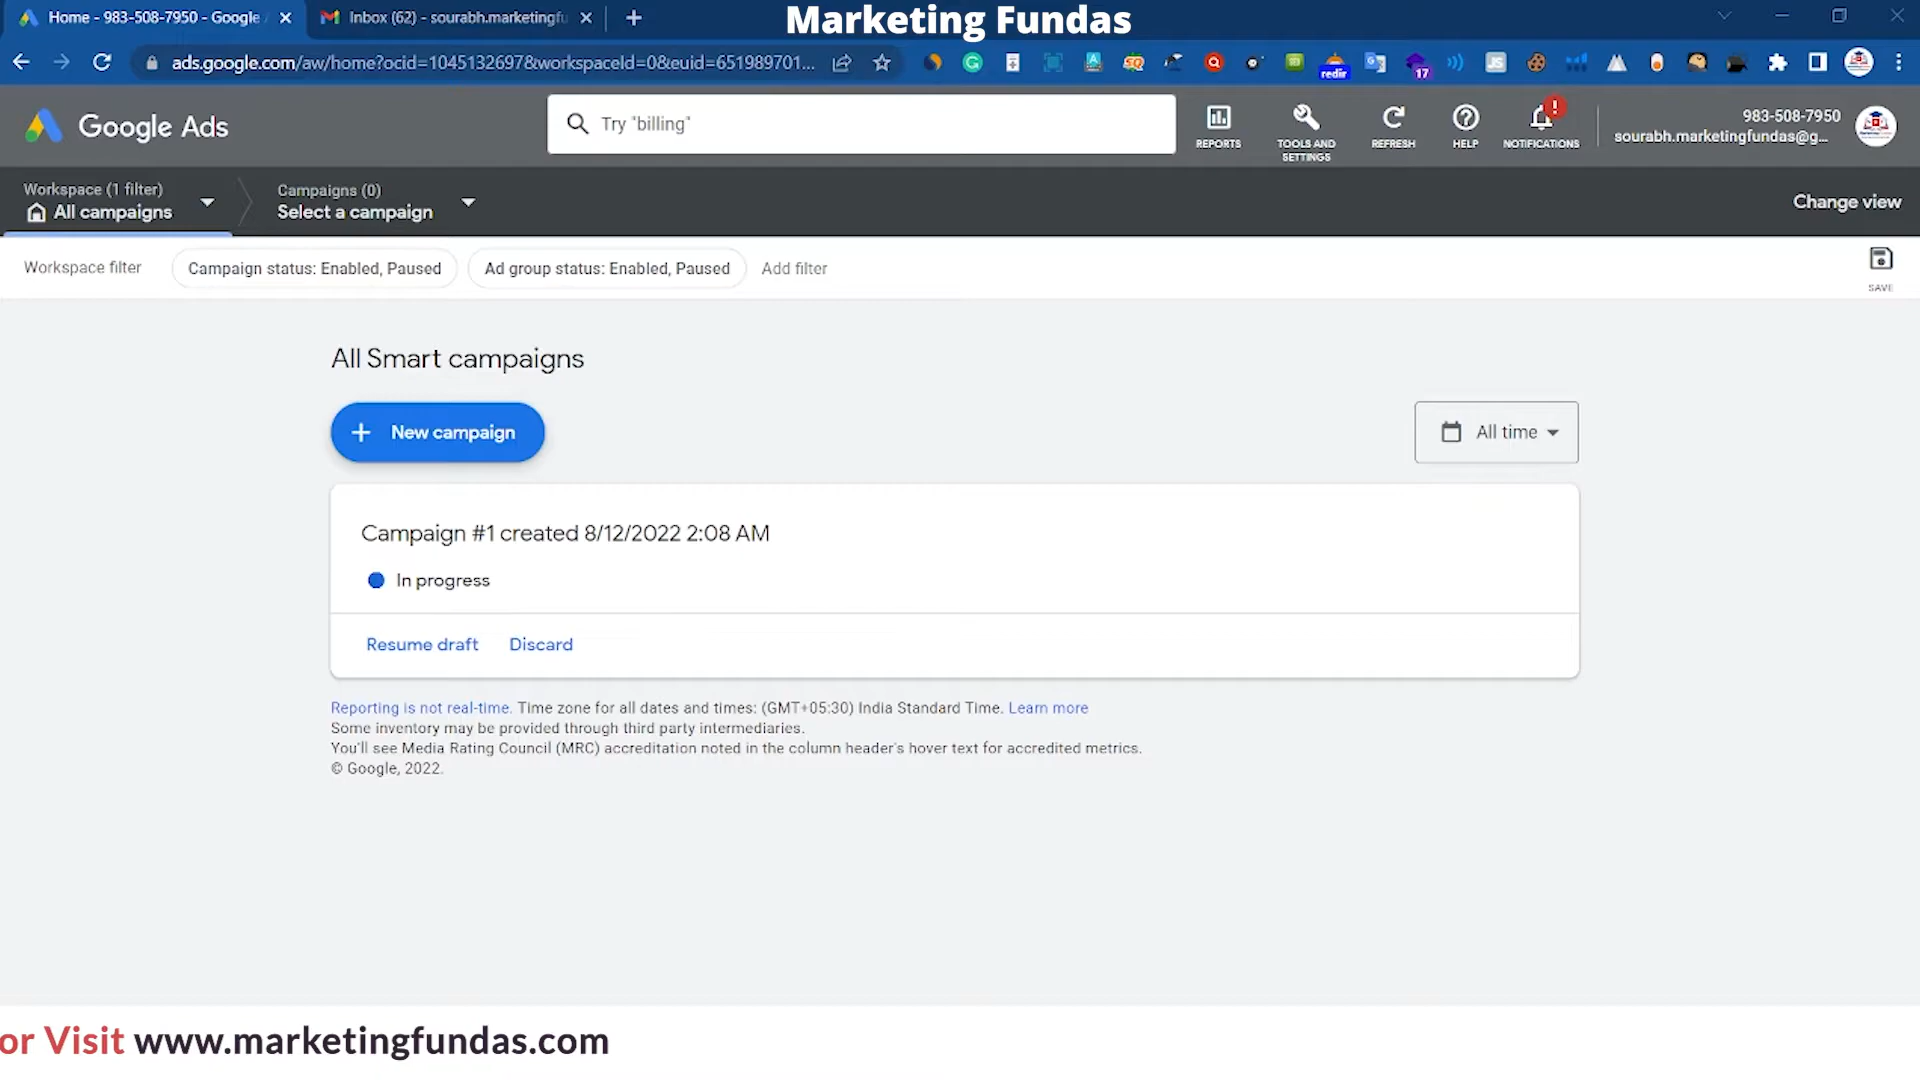 Home - 983-508-7950 - Google
Inbox (62) - sourabh.marketingfu
Marketing Fundas
ads.google.com/aw/home?ocid=1045132697&workspaceId=0&euid=651989701...
redir
17
Google Ads
Try "billing"
REPORTS
TOOLS AND
SETTINGS
REFRESH
HELP
NOTIFICATIONS
983-508-7950
sourabh.marketingfundas@g...
Workspace (1 filter)
All campaigns
Campaigns (0)
Select a campaign
Change view
Workspace filter
Campaign status: Enabled, Paused
Ad group status: Enabled, Paused
Add filter
SAVE
All Smart campaigns
+ New campaign
All time
Campaign #1 created 8/12/2022 2:08 AM
In progress
Resume draft
Discard
Reporting is not real-time. Time zone for all dates and times: (GMT+05:30) India Standard Time. Learn more
Some inventory may be provided through third party intermediaries.
You'll see Media Rating Council (MRC) accreditation noted in the column header's hover text for accredited metrics.
© Google, 2022.
or Visit www.marketingfundas.com